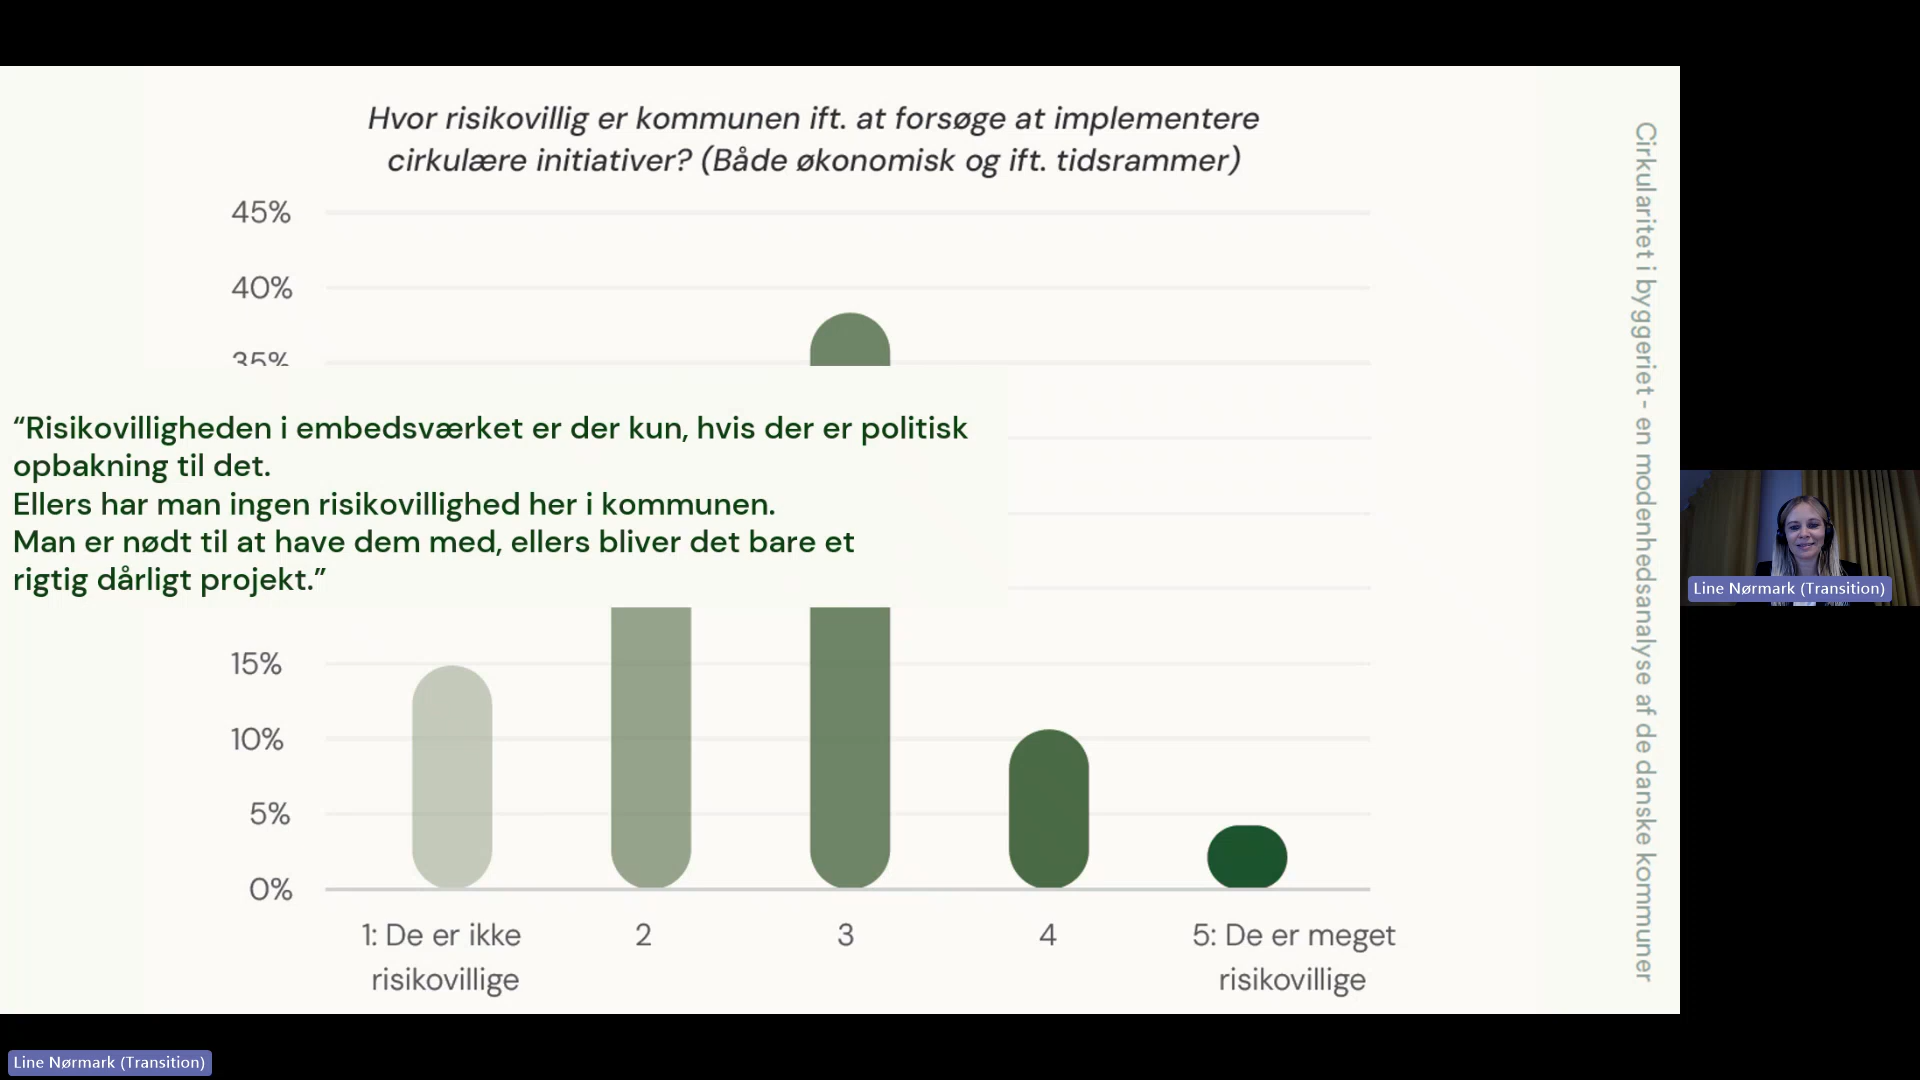 Hvor risikovillig er kommunen ift. at forsøge at implementere
cirkulære initiativer? (Både økonomisk og ift. tidsrammer)
45%
40%
35%
“Risikovilligheden i embedsværket er der kun, hvis der er politisk
opbakning til det.
Ellers har man ingen risikovillighed her i kommunen.
Man er nødt til at have dem med, ellers bliver det bare et
rigtig dårligt projekt.”
15%
10%
5%
0%
1: De er ikke
risikovillige
2
3
4
5: De er meget
risikovillige
Cirkularitet i byggeriet - en modenhedsanalyse af de danske kommuner
Line Nørmark (Transition)
Line Nørmark (Transition)